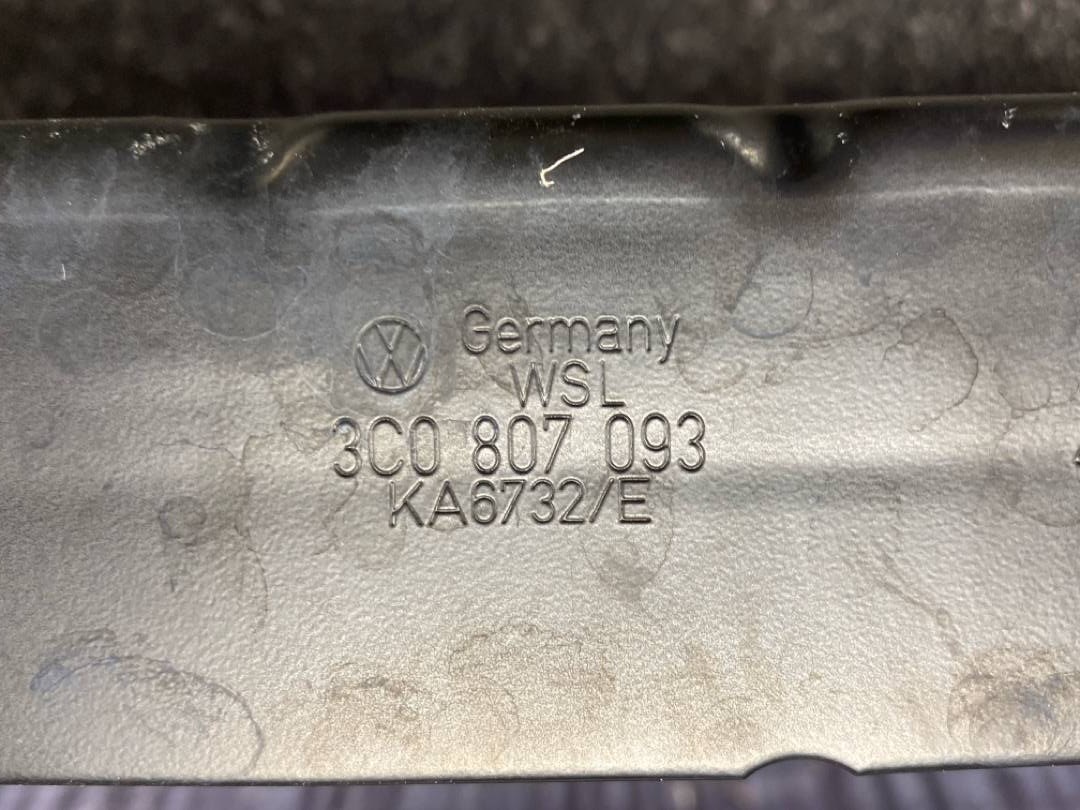 Germany
WSL
3C0 807 093
KA6732/E